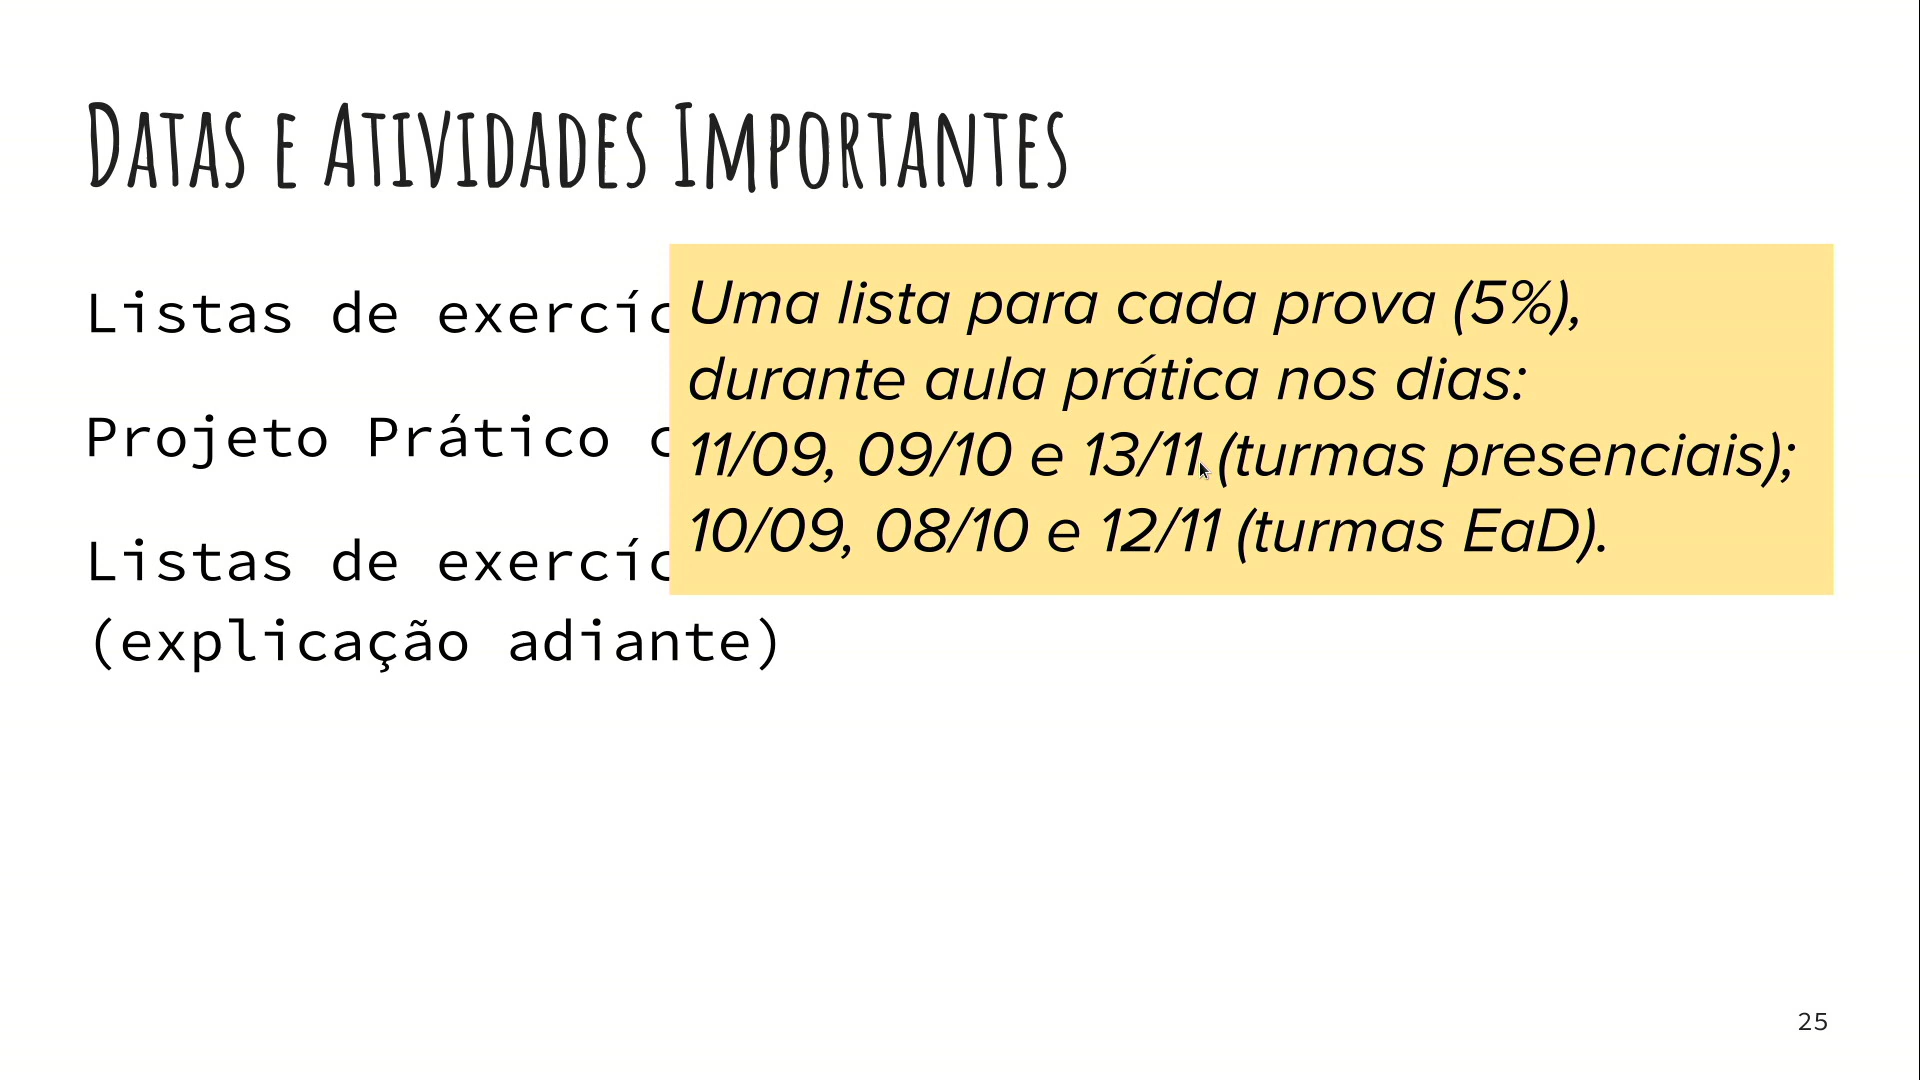 Datas e Atividades Importantes
Listas de
Uma lista para cada prova (5%),
durante aula prática nos dias:
11/09, 09/10 e 13/11 (turmas presenciais);
10/09, 08/10 e 12/11 (turmas EaD).
Projeto Prático
Listas de
(explicação adiante)
25